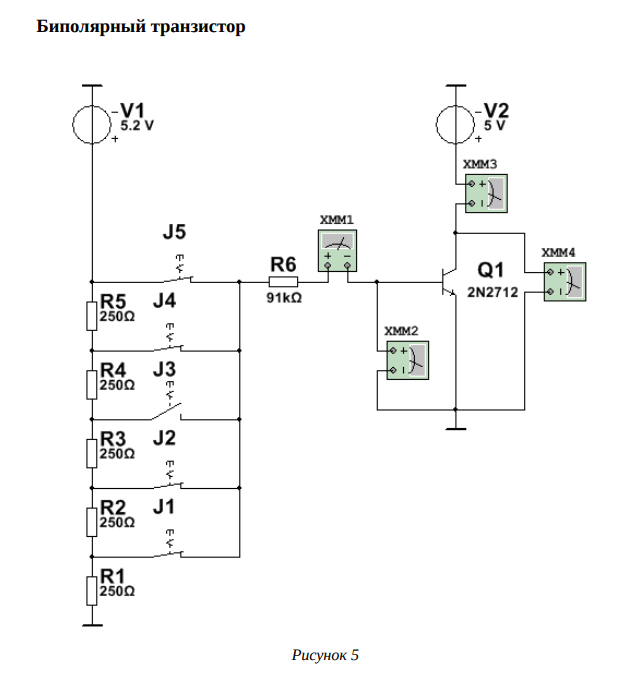 Биполярный транзистор
V1
5.2 V
V2
5 V
XMM3
XMM1
XMM4
J5
R6
91kΩ
Q1
2N2712
XMM2
R5
250Ω
J4
R4
250Ω
J3
R3
250Ω
J2
R2
250Ω
J1
R1
250Ω
Рисунок 5